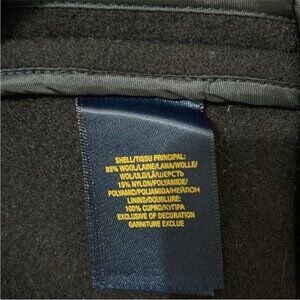 SHELL/TISSU PRINCIPAL:
85% WOOL/LAINE/LANA/WOLLE/
WOL/ULD/LÃ/ШЕРСТЬ
15% NYLON/POLYAMIDE/
POLYAMID/POLIAMIDA/НЕЙЛОН
LINING/DOUBLURE:
100% CUPRO/КУПРА
EXCLUSIVE OF DECORATION
GARNITURE EXCLUE